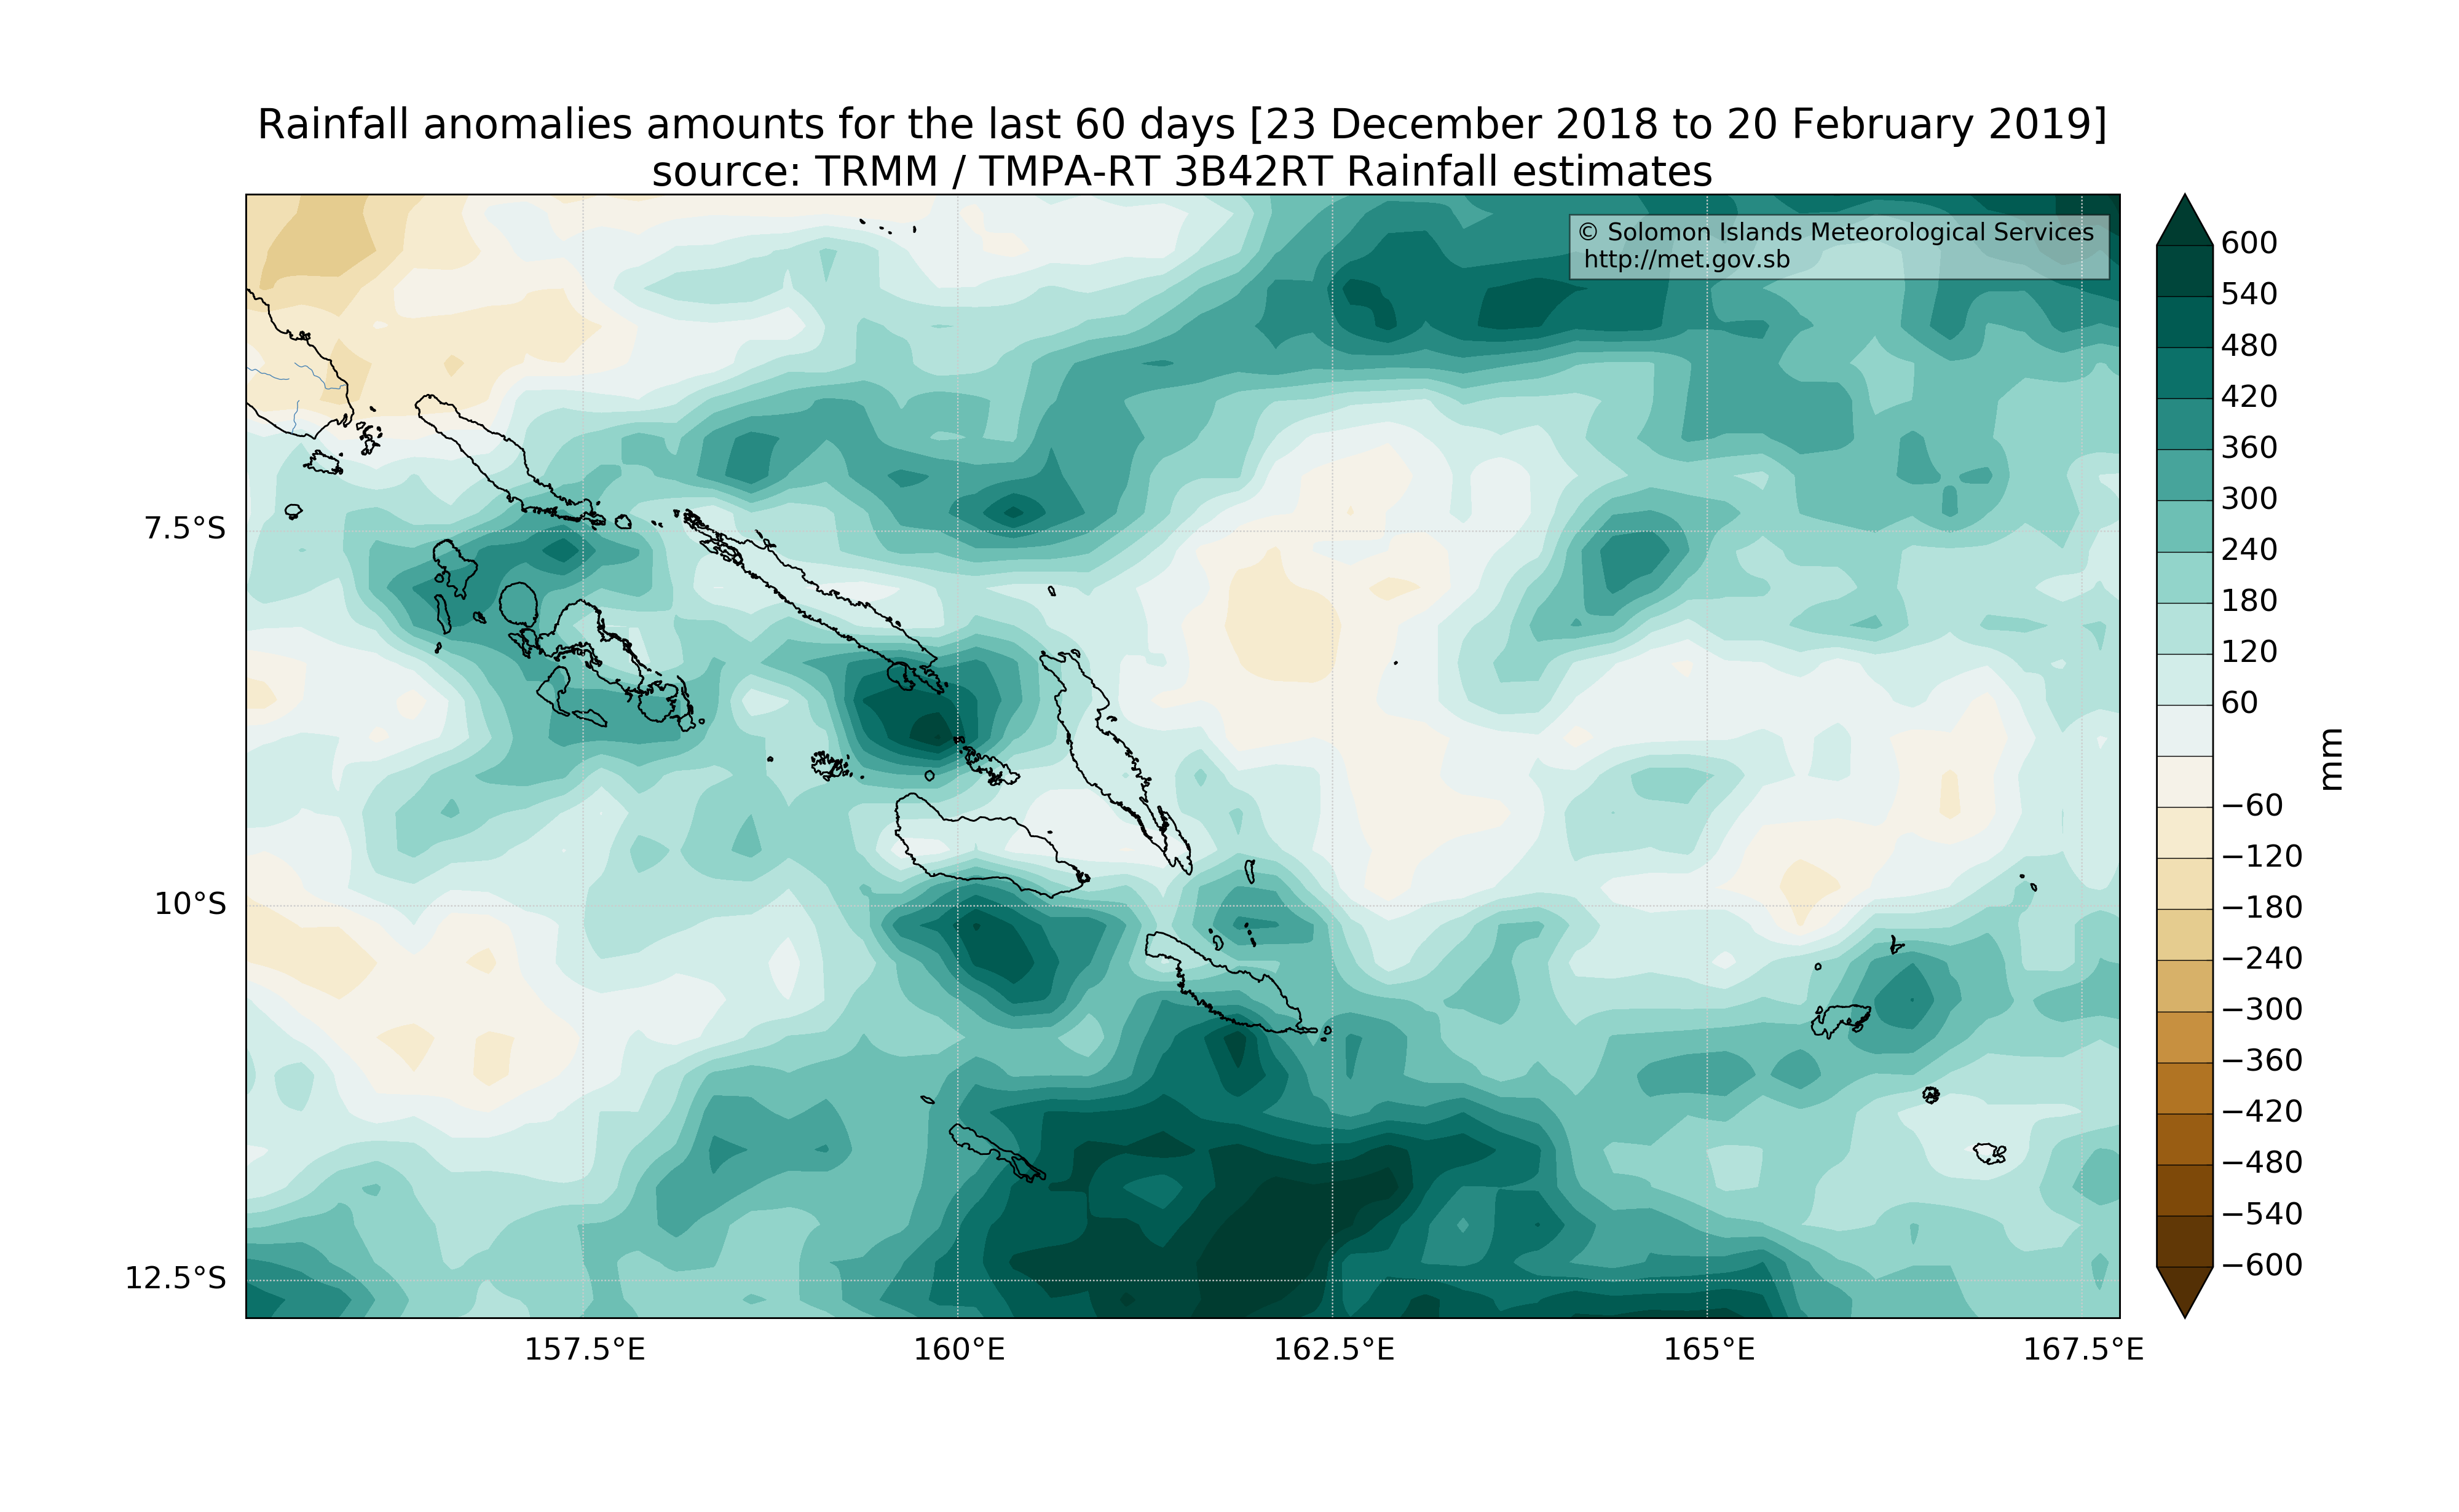 Rainfall anomalies amounts for the last 60 days [23 December 2018 to 20 February 2019]
source: TRMM / TMPA-RT 3B42RT Rainfall estimates
© Solomon Islands Meteorological Services
http://met.gov.sb
7.5°S
10°S
12.5°S
157.5°E
160°E
162.5°E
165°E
167.5°E
600
540
480
420
360
300
240
180
120
60
−60
−120
−180
−240
−300
−360
−420
−480
−540
−600
mm